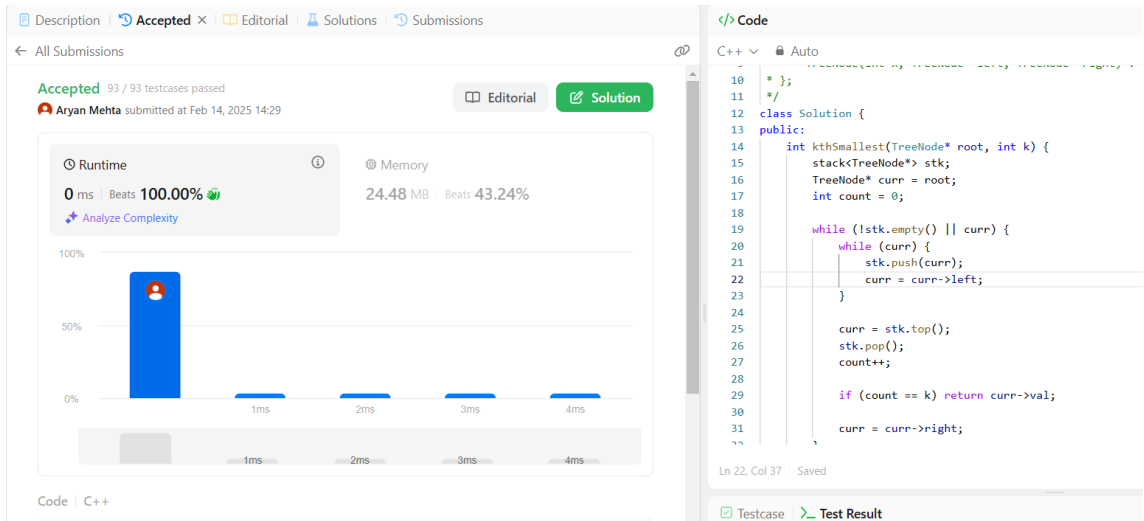 Description | Accepted × | Editorial | Solutions | Submissions
← All Submissions
Accepted 93 / 93 testcases passed
Aryan Mehta submitted at Feb 14, 2025 14:29
Editorial
Solution
Runtime
0 ms | Beats 100.00%
Analyze Complexity
Memory
24.48 MB | Beats 43.24%
100%
50%
0%
1ms 2ms 3ms 4ms
1ms 2ms 3ms 4ms
Code | C++
</> Code
C++ Auto
10 * };
11 */
12 class Solution {
13 public:
14 int kthSmallest(TreeNode* root, int k) {
15 stack<TreeNode*> stk;
16 TreeNode* curr = root;
17 int count = 0;
18
19 while (!stk.empty() || curr) {
20 while (curr) {
21 stk.push(curr);
22 curr = curr->left;
23 }
24
25 curr = stk.top();
26 stk.pop();
27 count++;
28
29 if (count == k) return curr->val;
30
31 curr = curr->right;
Ln 22, Col 37 | Saved
Testcase | >_ Test Result